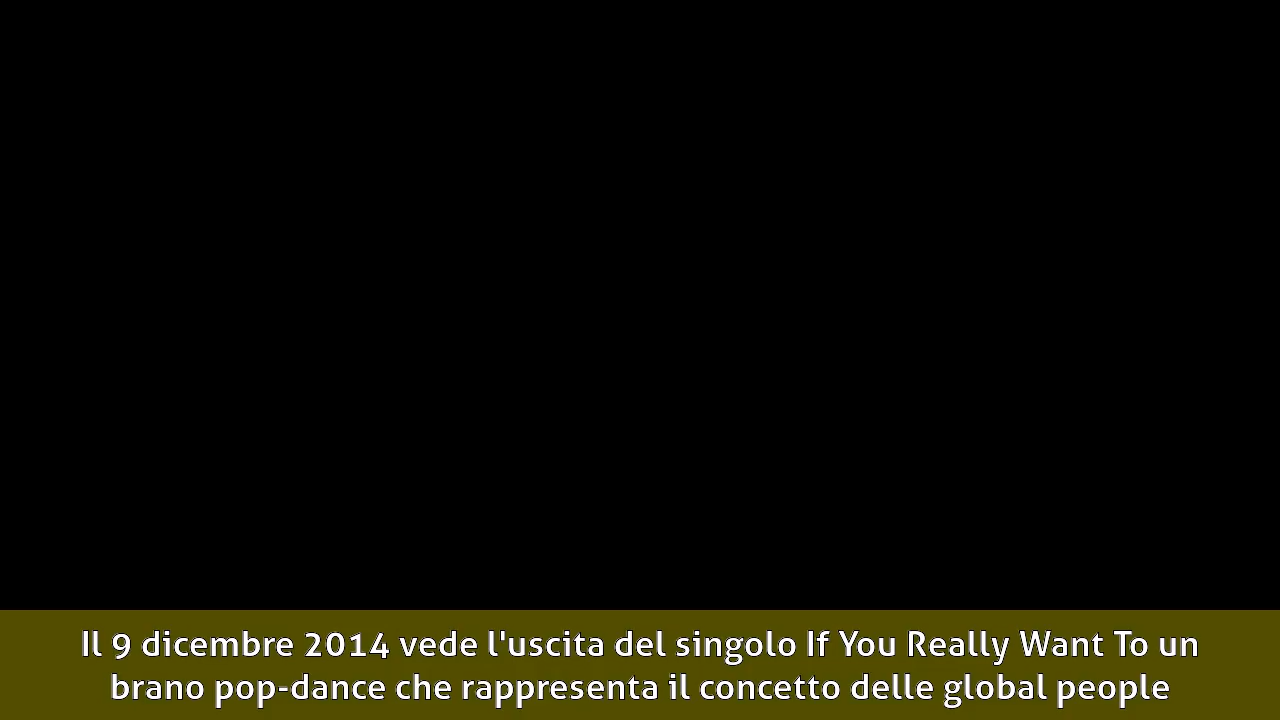 Il 9 dicembre 2014 vede l'uscita del singolo If You Really Want To un
brano pop-dance che rappresenta il concetto delle global people